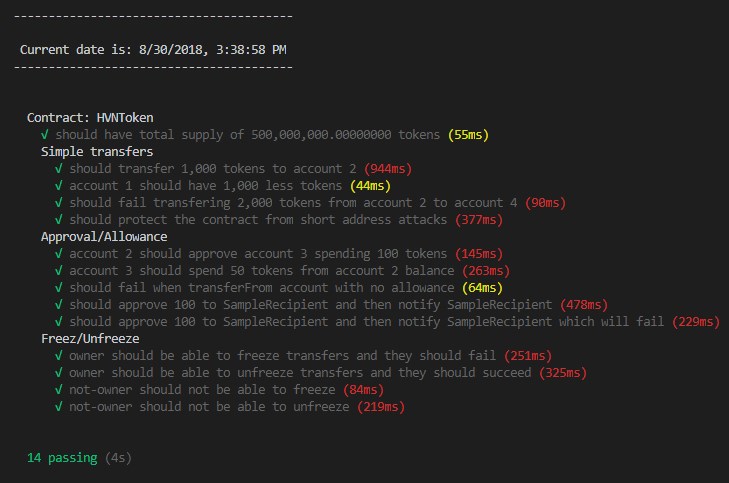 ----------------------------------------
Current date is: 8/30/2018, 3:38:58 PM
----------------------------------------
Contract: HVNToken
√ should have total supply of 500,000,000.00000000 tokens (55ms)
Simple transfers
√ should transfer 1,000 tokens to account 2 (944ms)
√ account 1 should have 1,000 less tokens (44ms)
√ should fail transfering 2,000 tokens from account 2 to account 4 (90ms)
√ should protect the contract from short address attacks (377ms)
Approval/Allowance
√ account 2 should approve account 3 spending 100 tokens (145ms)
√ account 3 should spend 50 tokens from account 2 balance (263ms)
√ should fail when transferFrom account with no allowance (64ms)
√ should approve 100 to SampleRecipient and then notify SampleRecipient (478ms)
√ should approve 100 to SampleRecipient and then notify SampleRecipient which will fail (229ms)
Freez/Unfreeze
√ owner should be able to freeze transfers and they should fail (251ms)
√ owner should be able to unfreeze transfers and they should succeed (325ms)
√ not-owner should not be able to freeze (84ms)
√ not-owner should not be able to unfreeze (219ms)
14 passing (4s)